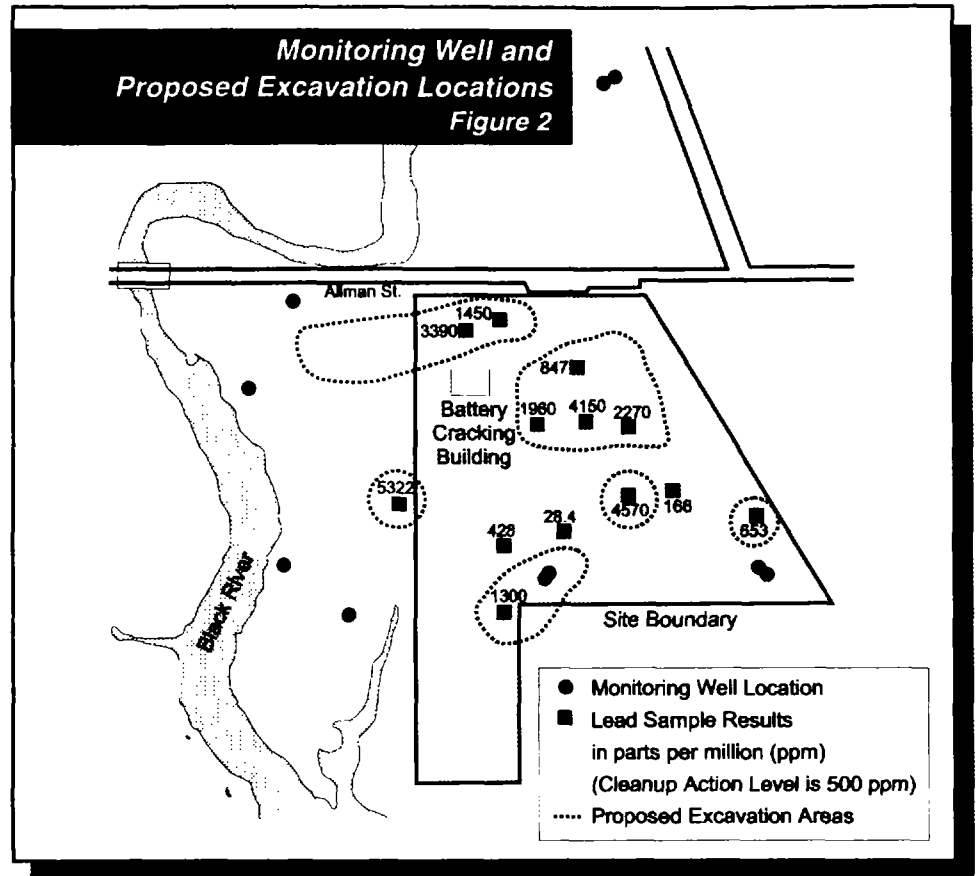 Monitoring Well and
Proposed Excavation Locations
Figure 2
Allman St.
1450
3390
847
Battery
Cracking
Building
1960
4150
2270
5322
4570
166
653
428
28.4
1300
Black River
Site Boundary
Monitoring Well Location
Lead Sample Results
in parts per million (ppm)
(Cleanup Action Level is 500 ppm)
Proposed Excavation Areas